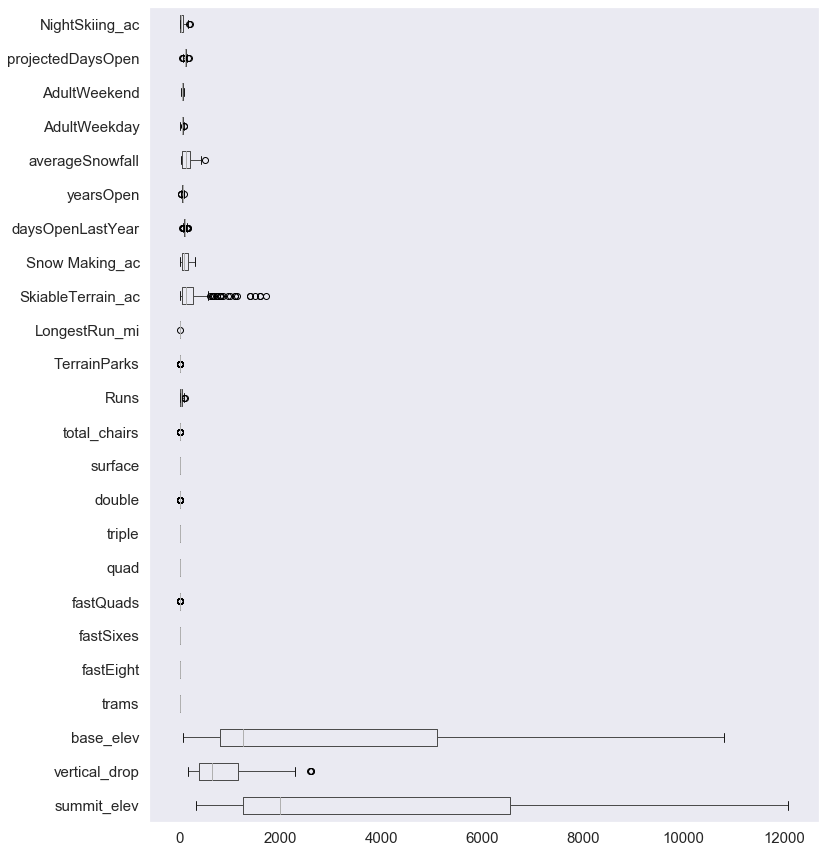 NightSkiing_ac
projectedDaysOpen
AdultWeekend
AdultWeekday
averageSnowfall
yearsOpen
daysOpenLastYear
Snow Making_ac
SkiableTerrain_ac
LongestRun_mi
TerrainParks
Runs
total_chairs
surface
double
triple
quad
fastQuads
fastSixes
fastEight
trams
base_elev
vertical_drop
summit_elev
0 2000 4000 6000 8000 10000 12000